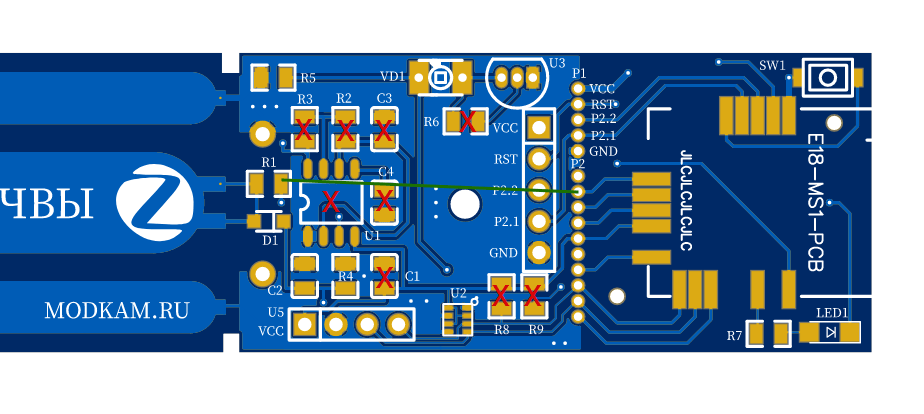 R5
VD1
U3
P1
SW1
VCC
RST
P2.2
P2.1
GND
R3
R2
C3
R6
VCC
RST
P2.2
P2.1
GND
P2
R1
C4
ЧВЫ
D1
U1
C2
R4
C1
U2
U5
VCC
R8
R9
MODKAM.RU
JLCJLCJLCJLC
E18-MS1-PCB
R7
LED1